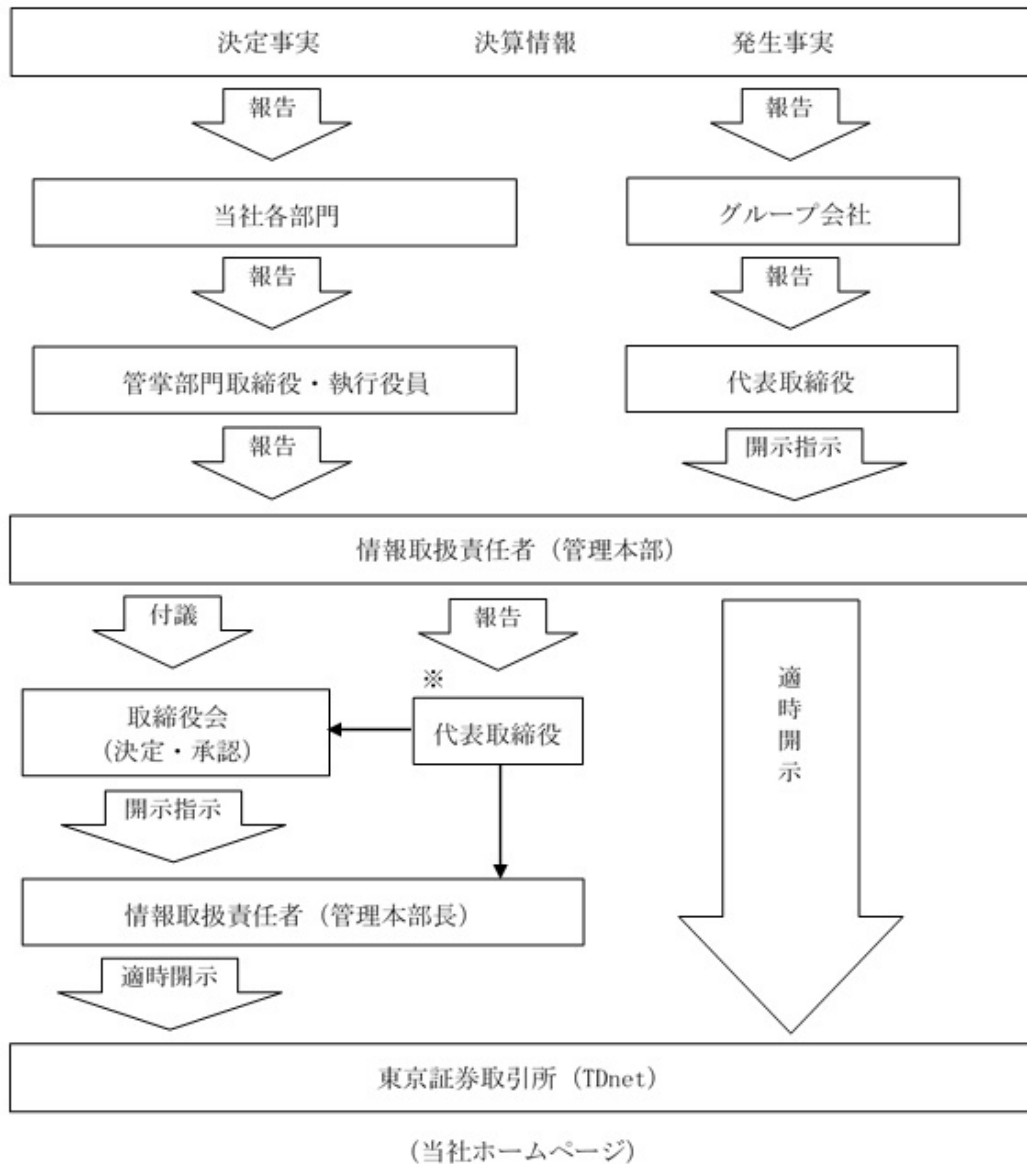 決定事実 決算情報 発生事実
報告 報告
当社各部門 グループ会社
報告 報告
管掌部門取締役・執行役員 代表取締役
報告 開示指示
情報取扱責任者（管理本部）
付議 報告
※
取締役会
(決定・承認)
代表取締役
適時開示
開示指示
情報取扱責任者（管理本部長）
適時開示
東京証券取引所（TDnet）
(当社ホームページ)